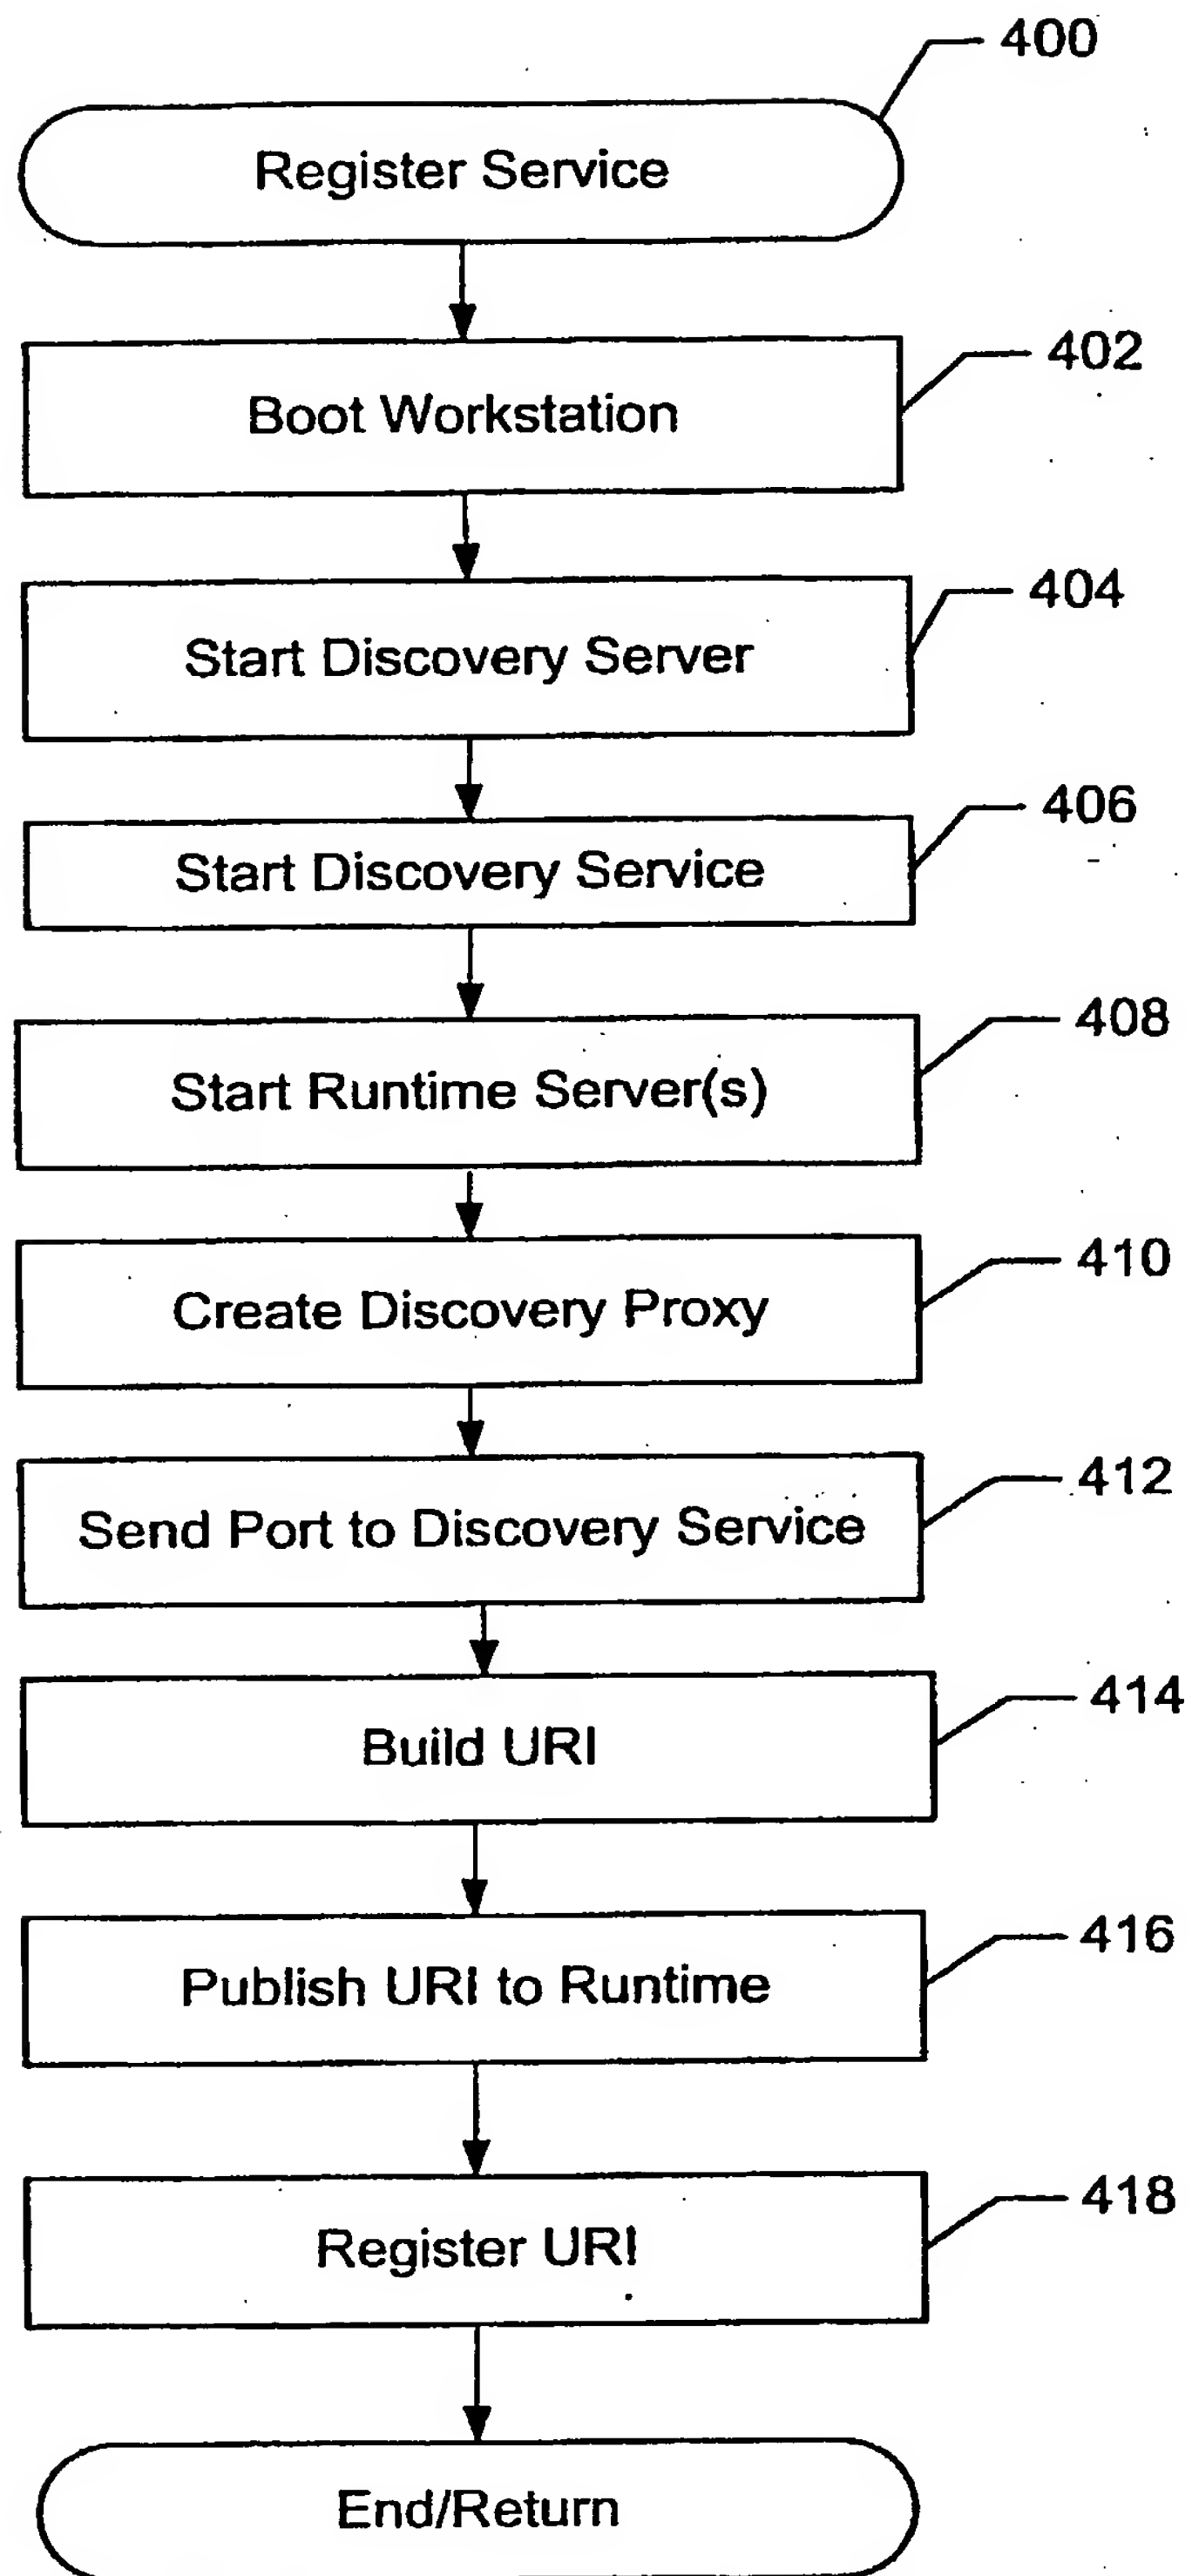 400
Register Service
402
Boot Workstation
404
Start Discovery Server
406
Start Discovery Service
408
Start Runtime Server(s)
410
Create Discovery Proxy
412
Send Port to Discovery Service
414
Build URI
416
Publish URI to Runtime
418
Register URI
End/Return